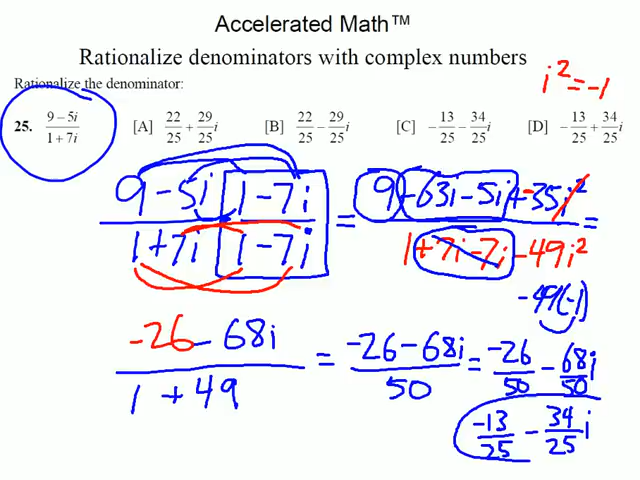 Accelerated Math™
Rationalize denominators with complex numbers
Rationalize the denominator:
i² = -1
25. (9 – 5i)/(1 + 7i) [A] 22/25 + 29/25 i [B] 22/25 – 29/25 i [C] –13/25 – 34/25 i [D] –13/25 + 34/25 i
(9 - 5i)/(1 + 7i) (1 - 7i)/(1 - 7i) = (9 - 63i - 5i + -35i²)/(1 + 7i - 7i - 49i²) =
-49(-1)
(-26 - 68i)/(1 + 49) = (-26 - 68i)/50 = -26/50 - 68/50 i
-13/25 - 34/25 i